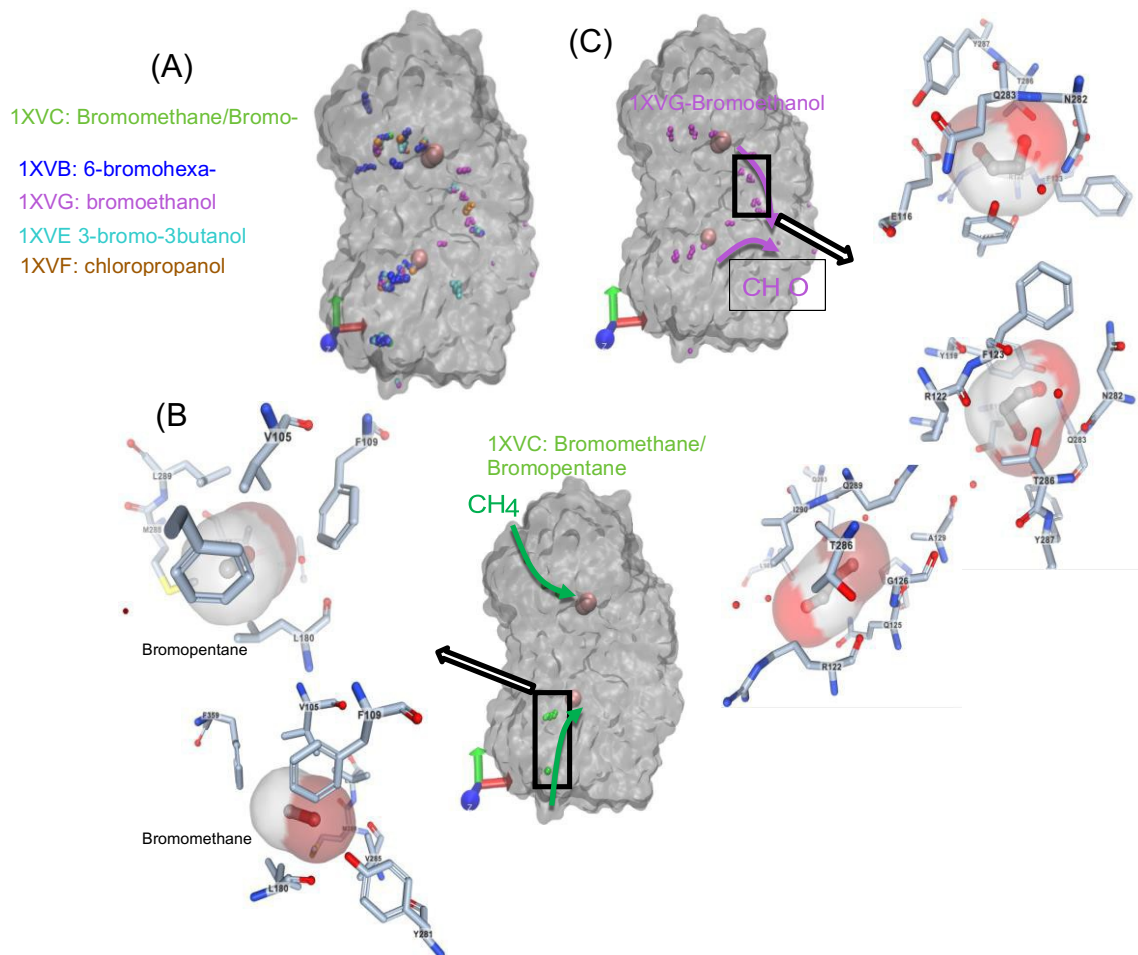 (A)
1XVC: Bromomethane/Bromo-
1XVB: 6-bromohexa-
1XVG: bromoethanol
1XVE 3-bromo-3butanol
1XVF: chloropropanol
Z
(C)
1XVG-Bromoethanol
CH O
Z
Y287
T286
Q283
N282
E116
F123
Y119
R122
N282
Q283
T286
Y287
Q289
I290
T286
A129
G126
Q125
R122
(B
V105
F109
L289
M288
L180
Bromopentane
V105
F109
F359
V285
L180
Y281
Bromomethane
1XVC: Bromomethane/
Bromopentane
CH4
Z